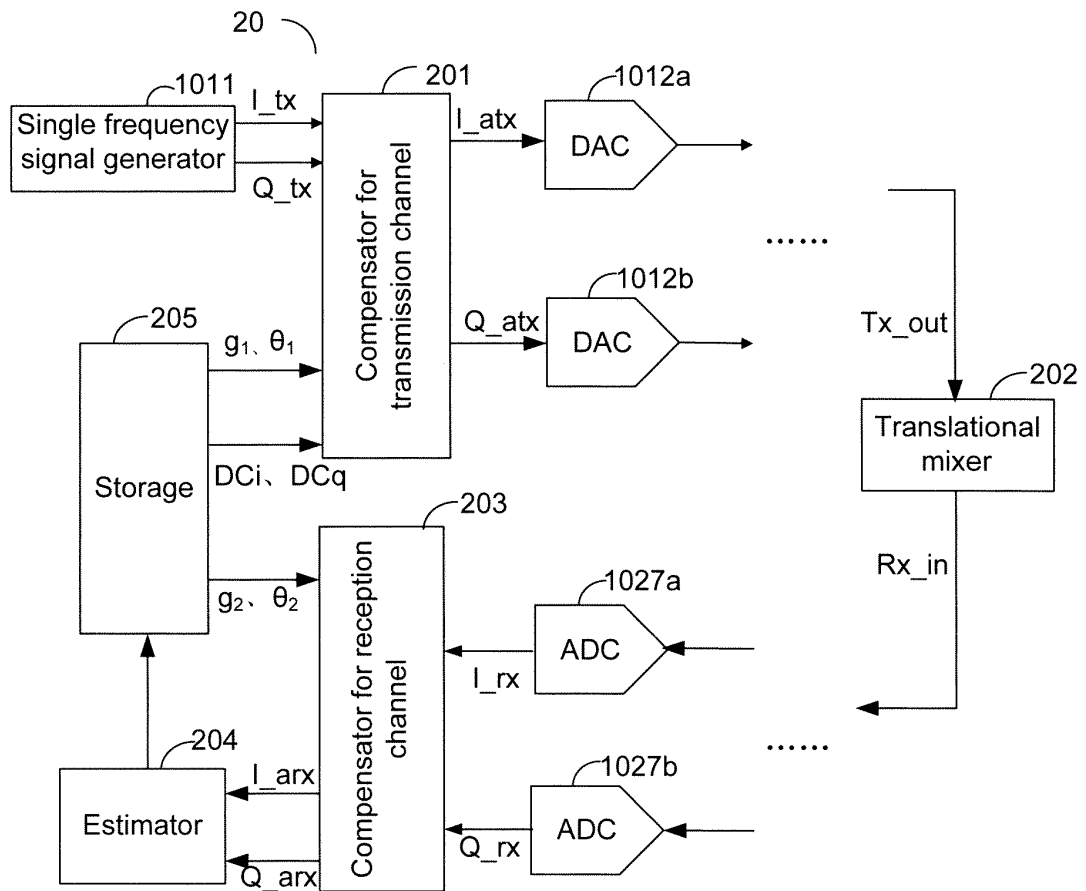 20
1011
201
1012a
I_tx
Single frequency
signal generator
Q_tx
I_atx
DAC
Compensator for
transmission channel
1012b
Q_atx
DAC
......
Tx_out
205
g₁、θ₁
202
Translational
mixer
Storage
DCi、DCq
203
Rx_in
g₂、θ₂
1027a
ADC
I_rx
Compensator for reception
channel
204
......
1027b
I_arx
Estimator
ADC
Q_rx
Q_arx